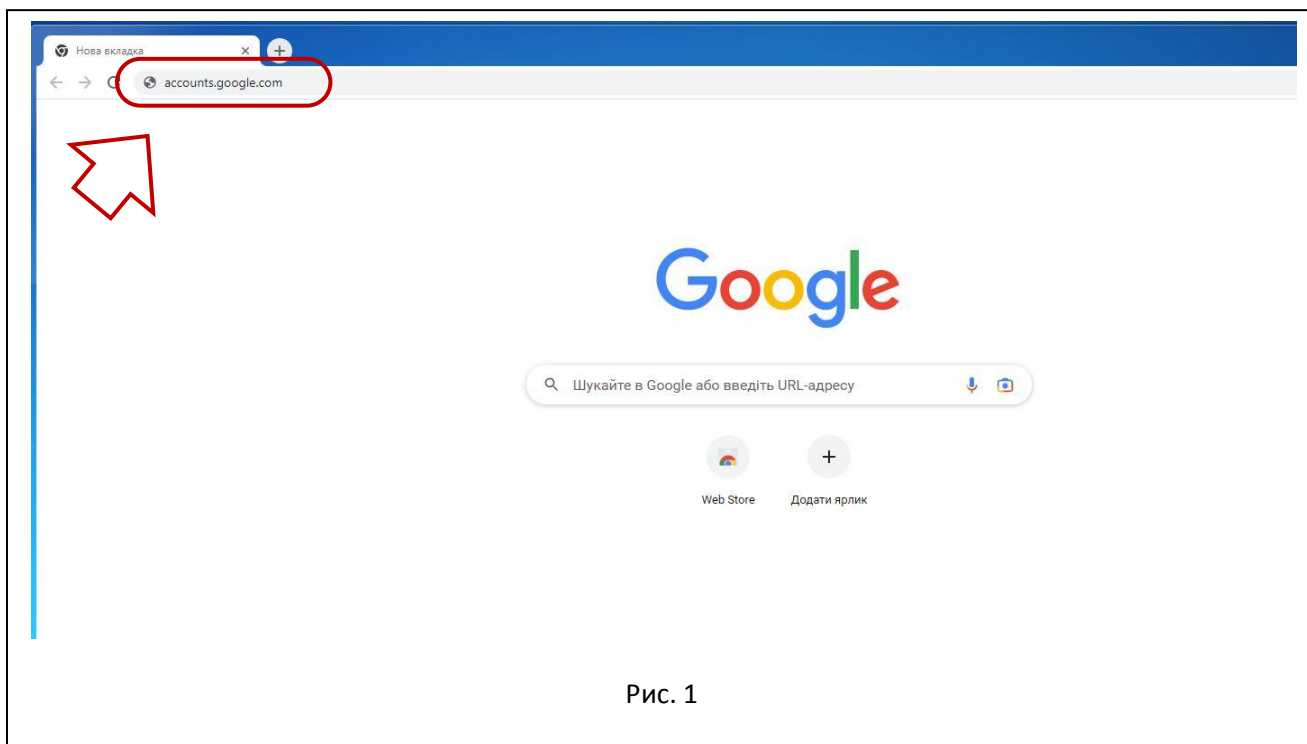 Нова вкладка
accounts.google.com
Google
Шукайте в Google або введіть URL-адресу
Web Store
Додати ярлик
Рис. 1